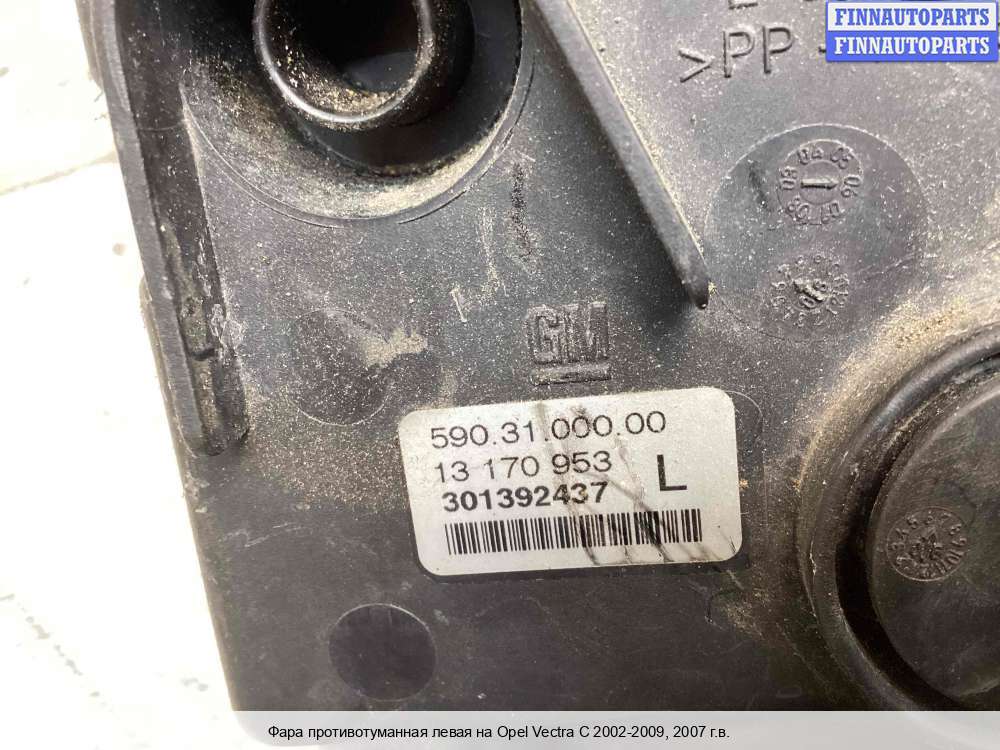 FINNAUTOPARTS
FINNAUTOPARTS
>PP
GM
590.31.000.00
13 170 953
L
301392437
Фара противотуманная левая на Opel Vectra C 2002-2009, 2007 г.в.